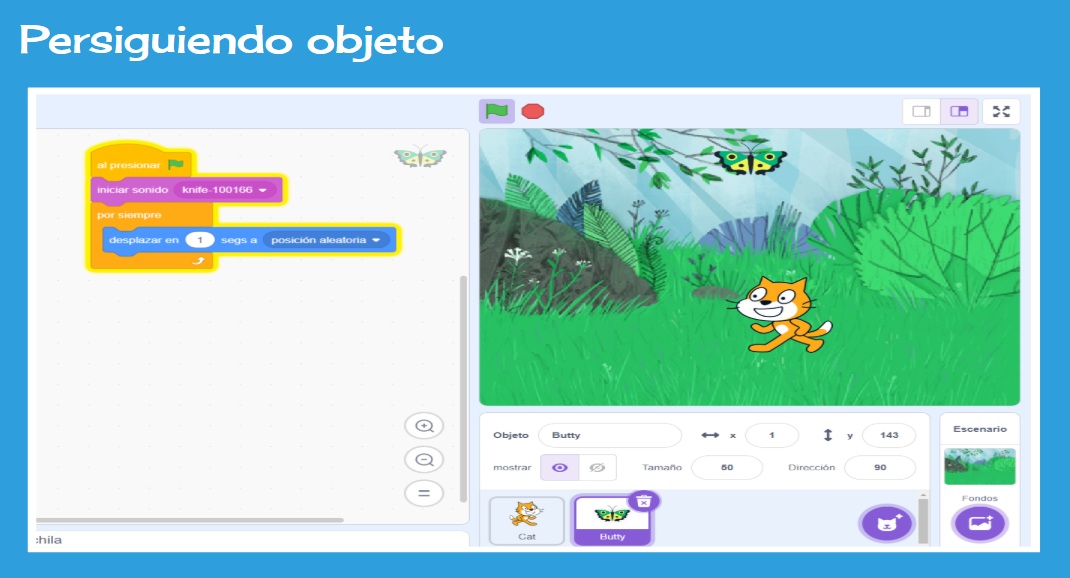 Persiguiendo objeto
al presionar
iniciar sonido knife-100166
por siempre
desplazar en 1 segs a posición aleatoria
chila
Objeto Butty x 1 y 143
mostrar Tamaño 60 Dirección 90
Cat Butty
Escenario
Fondos